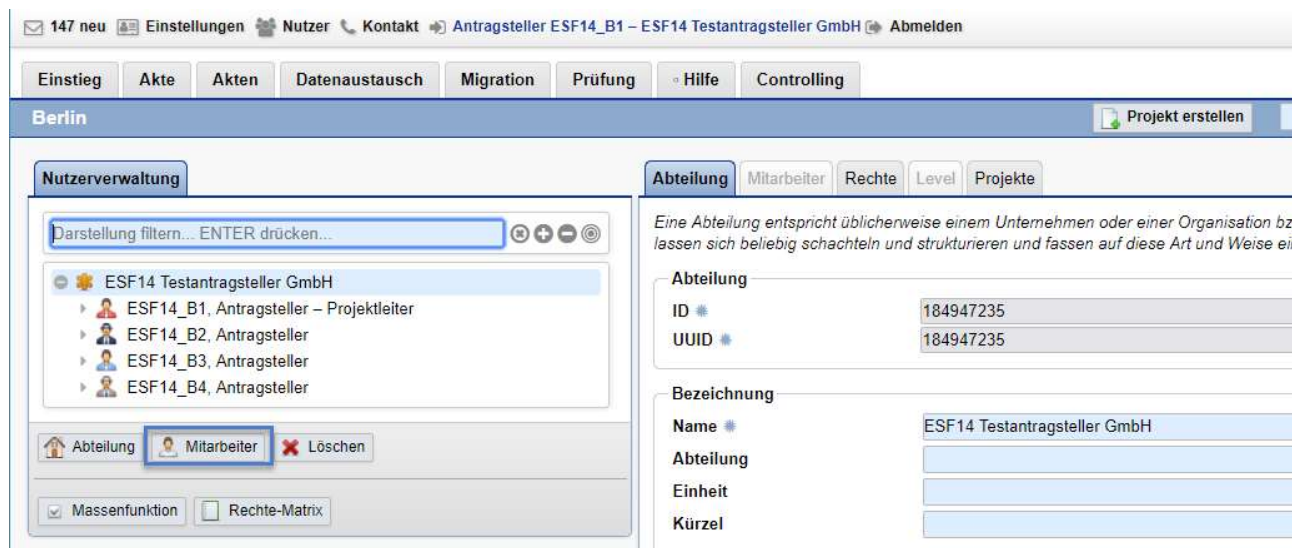 147 neu Einstellungen Nutzer Kontakt Antragsteller ESF14_B1 – ESF14 Testantragsteller GmbH Abmelden
Einstieg Akte Akten Datenaustausch Migration Prüfung Hilfe Controlling
Berlin Projekt erstellen
Nutzerverwaltung
Darstellung filtern... ENTER drücken...
ESF14 Testantragsteller GmbH
ESF14_B1, Antragsteller – Projektleiter
ESF14_B2, Antragsteller
ESF14_B3, Antragsteller
ESF14_B4, Antragsteller
Abteilung Mitarbeiter Löschen
Massenfunktion Rechte-Matrix
Abteilung Mitarbeiter Rechte Level Projekte
Eine Abteilung entspricht üblicherweise einem Unternehmen oder einer Organisation bz
lassen sich beliebig schachteln und strukturieren und fassen auf diese Art und Weise ei
Abteilung
ID 184947235
UUID 184947235
Bezeichnung
Name ESF14 Testantragsteller GmbH
Abteilung
Einheit
Kürzel